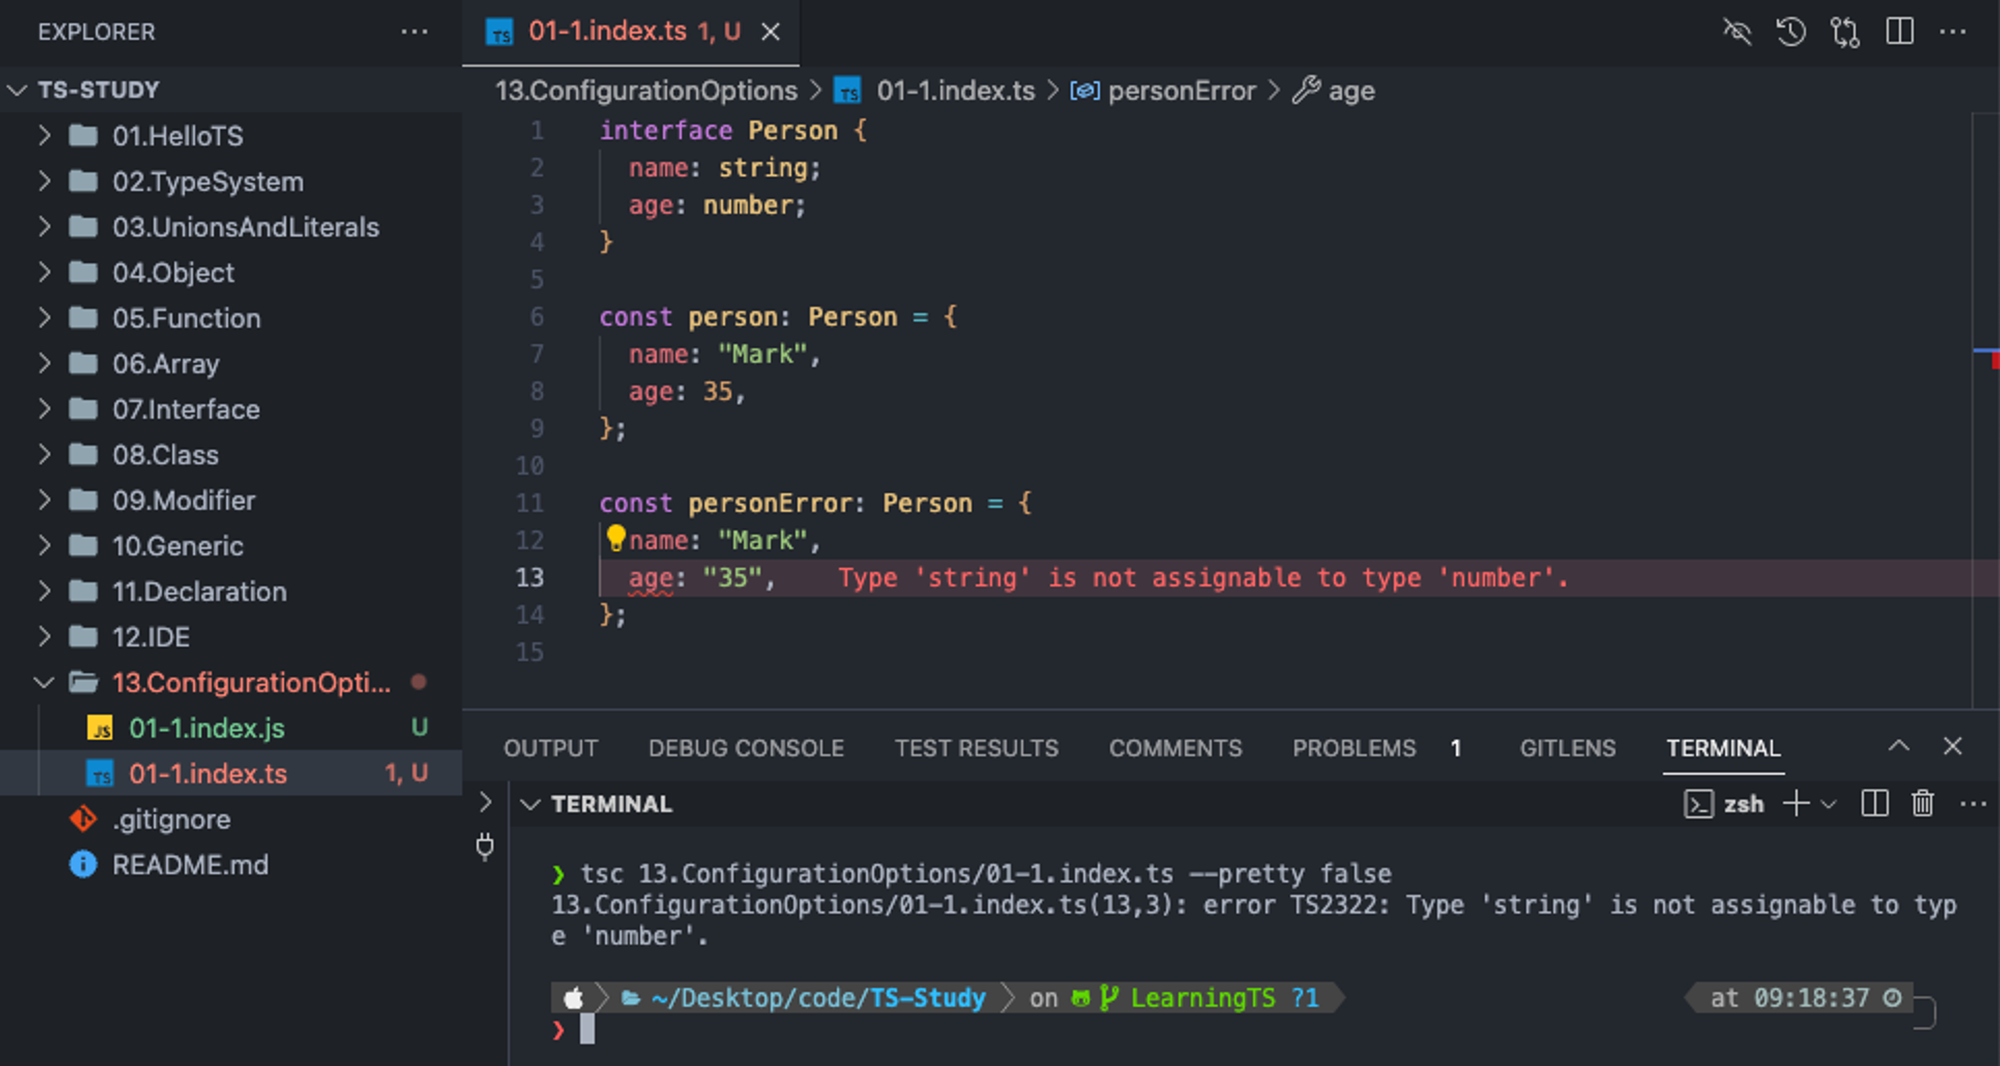 EXPLORER
TS-STUDY
01.HelloTS
02.TypeSystem
03.UnionsAndLiterals
04.Object
05.Function
06.Array
07.Interface
08.Class
09.Modifier
10.Generic
11.Declaration
12.IDE
13.ConfigurationOpti...
JS 01-1.index.js U
TS 01-1.index.ts 1, U
.gitignore
README.md
TS 01-1.index.ts 1, U
13.ConfigurationOptions > TS 01-1.index.ts > personError > age
1 interface Person {
2 name: string;
3 age: number;
4 }
5
6 const person: Person = {
7 name: "Mark",
8 age: 35,
9 };
10
11 const personError: Person = {
12 name: "Mark",
13 age: "35", Type 'string' is not assignable to type 'number'.
14 };
15
OUTPUT DEBUG CONSOLE TEST RESULTS COMMENTS PROBLEMS 1 GITLENS TERMINAL
TERMINAL zsh
❯ tsc 13.ConfigurationOptions/01-1.index.ts --pretty false
13.ConfigurationOptions/01-1.index.ts(13,3): error TS2322: Type 'string' is not assignable to typ
e 'number'.
~/Desktop/code/TS-Study on LearningTS ?1 at 09:18:37
❯